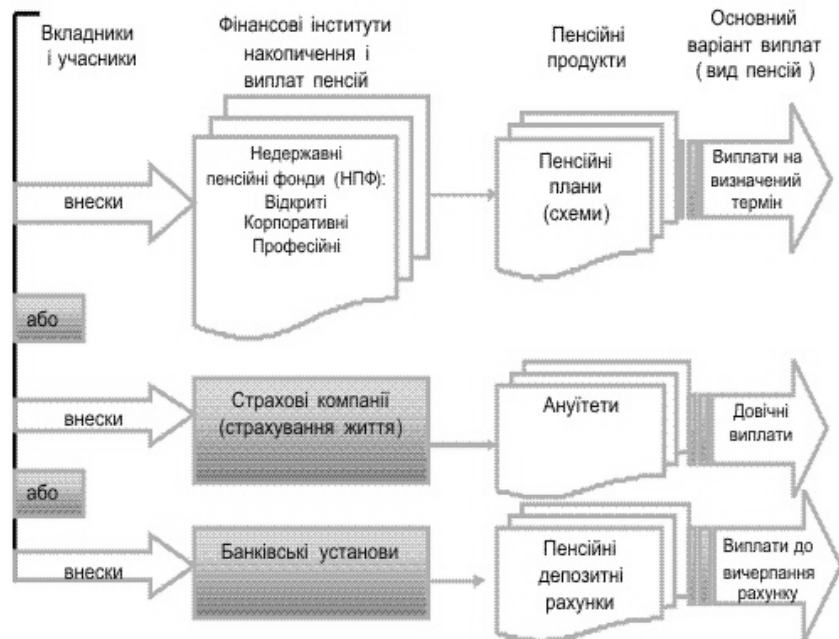 Вкладники
і учасники
Фінансові інститути
накопичення і
виплат пенсій
Пенсійні
продукти
Основний
варіант виплат
( вид пенсій )
внески
Недержавні
пенсійні фонди (НПФ):
Відкриті
Корпоративні
Професійні
Пенсійні
плани
(схеми)
Виплати на
визначений
термін
або
внески
Страхові компанії
(страхування життя)
Ануїтети
Довічні
виплати
або
внески
Банківські установи
Пенсійні
депозитні
рахунки
Виплати до
вичерпання
рахунку